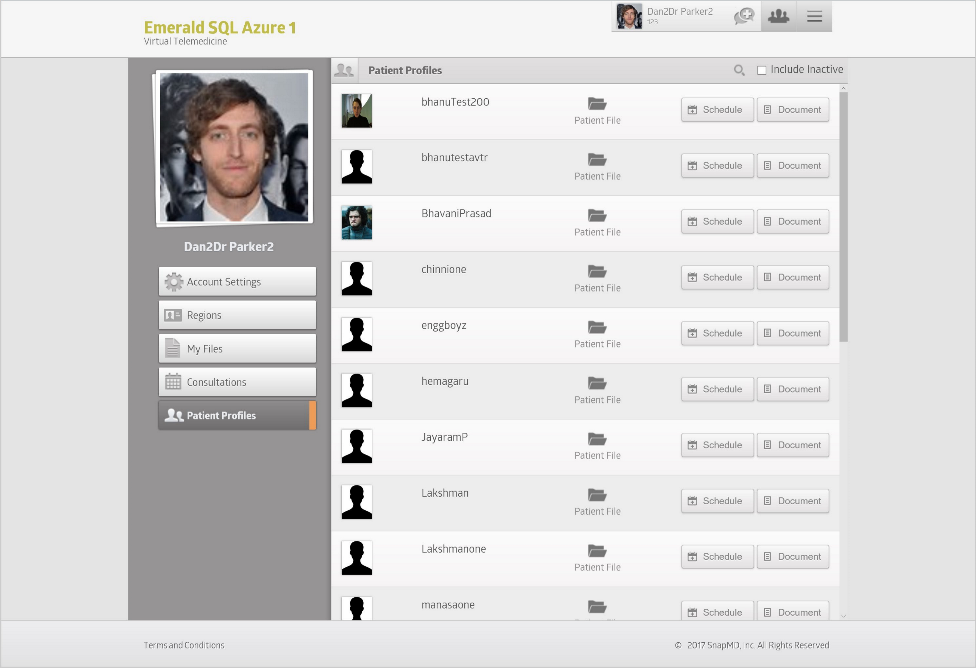 Emerald SQL Azure 1
Virtual Telemedicine
Dan2Dr Parker2
123
Dan2Dr Parker2
Account Settings
Regions
My Files
Consultations
Patient Profiles
Patient Profiles
Include Inactive
bhanuTest200
Patient File
Schedule
Document
bhanutestavtr
Patient File
Schedule
Document
BhavaniPrasad
Patient File
Schedule
Document
chinnione
Patient File
Schedule
Document
enggboyz
Patient File
Schedule
Document
hemagaru
Patient File
Schedule
Document
JayaramP
Patient File
Schedule
Document
Lakshman
Patient File
Schedule
Document
Lakshmanone
Patient File
Schedule
Document
manasaone
Schedule
Document
Terms and Conditions
© 2017 SnapMD, Inc. All Rights Reserved